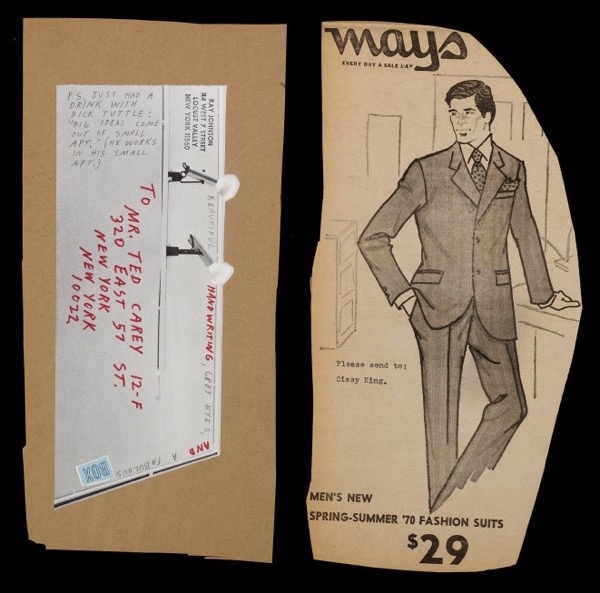 P.S. JUST HAD A
DRINK WITH
DICK TUTTLE:
"BIG IDEAS COME
OUT OF SMALL
APT." (HE WORKS
IN HIS SMALL
APT.)
RAY JOHNSON
44 WEST 7 STREET
LOCUST VALLEY
NEW YORK 11560
BEAUTIFUL
HANDWRITING, GREY EYES,
AND
A FABULOUS
BOX
TO MR. TED CAREY 12-F
320 EAST 57 ST.
NEW YORK
NEW YORK
10022
mays
EVERY DAY A SALE DAY
Please send to:
Cissy King.
MEN'S NEW
SPRING-SUMMER '70 FASHION SUITS
$29